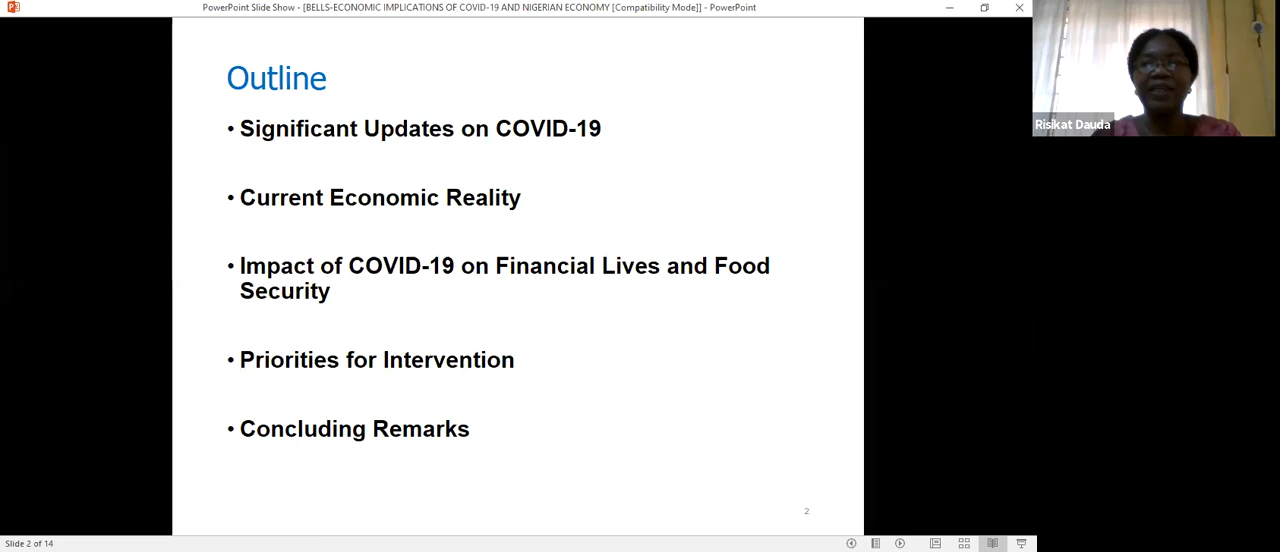 PowerPoint Slide Show - [BELLS-ECONOMIC IMPLICATIONS OF COVID-19 AND NIGERIAN ECONOMY [Compatibility Mode]] - PowerPoint
Outline
• Significant Updates on COVID-19
• Current Economic Reality
• Impact of COVID-19 on Financial Lives and Food
Security
• Priorities for Intervention
• Concluding Remarks
2
Slide 2 of 14
Risikat Dauda